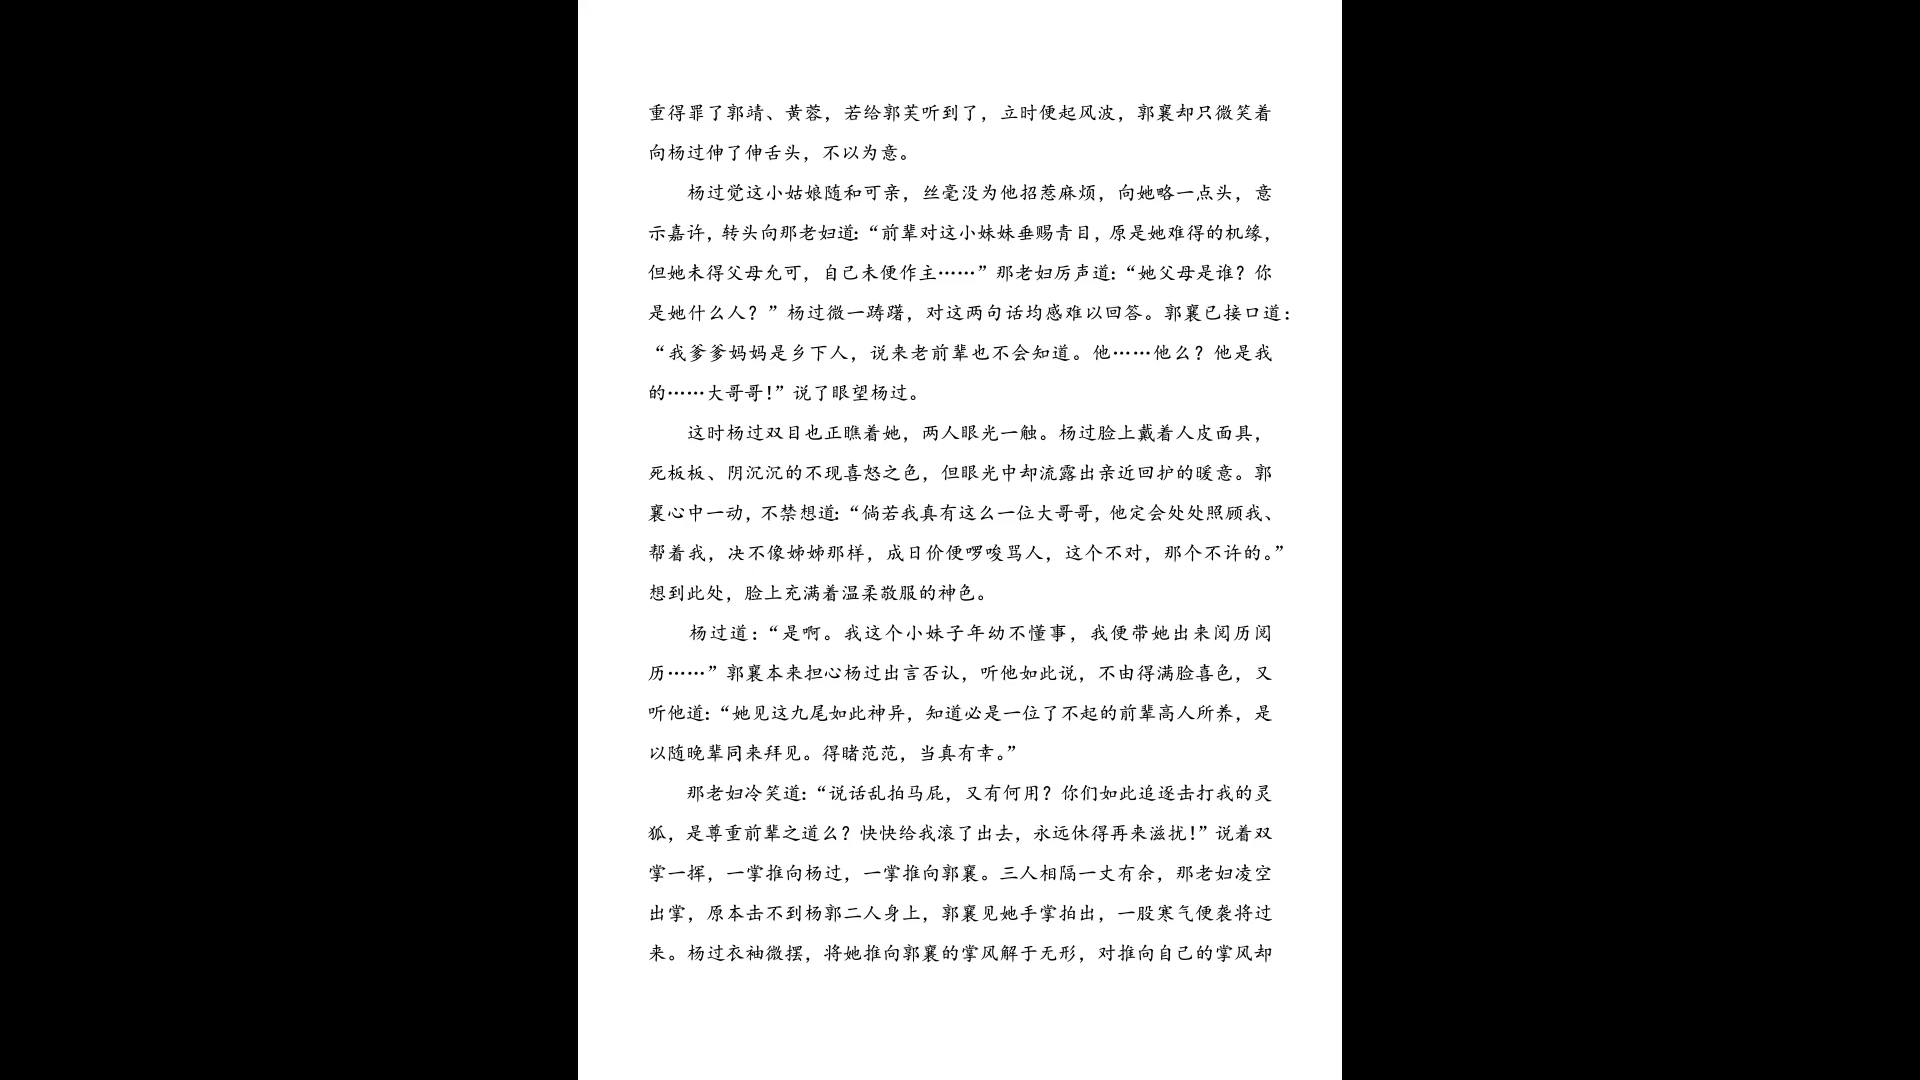 重得罪了郭靖、黄蓉，若给郭芙听到了，立时便起风波，郭襄却只微笑着
向杨过伸了伸舌头，不以为意。
杨过觉这小姑娘随和可亲，丝毫没为他招惹麻烦，向她略一点头，意
示嘉许，转头向那老妇道：“前辈对这小妹妹垂赐青目，原是她难得的机缘，
但她未得父母允可，自己未便作主……”那老妇厉声道：“她父母是谁？你
是她什么人？”杨过微一踌躇，对这两句话均感难以回答。郭襄已接口道：
“我爹爹妈妈是乡下人，说来老前辈也不会知道。他……他么？他是我
的……大哥哥！”说了眼望杨过。
这时杨过双目也正瞧着她，两人眼光一触。杨过脸上戴着人皮面具，
死板板、阴沉沉的不现喜怒之色，但眼光中却流露出亲近回护的暖意。郭
襄心中一动，不禁想道：“倘若我真有这么一位大哥哥，他定会处处照顾我、
帮着我，决不像姊姊那样，成日价便啰唆骂人，这个不对，那个不许的。”
想到此处，脸上充满着温柔敬服的神色。
杨过道：“是啊。我这个小妹子年幼不懂事，我便带她出来阅历阅
历……”郭襄本来担心杨过出言否认，听他如此说，不由得满脸喜色，又
听他道：“她见这九尾如此神异，知道必是一位了不起的前辈高人所养，是
以随晚辈同来拜见。得睹范范，当真有幸。”
那老妇冷笑道：“说话乱拍马屁，又有何用？你们如此追逐击打我的灵
狐，是尊重前辈之道么？快快给我滚了出去，永远休得再来滋扰！”说着双
掌一挥，一掌推向杨过，一掌推向郭襄。三人相隔一丈有余，那老妇凌空
出掌，原本击不到杨郭二人身上，郭襄见她手掌拍出，一股寒气便袭将过
来。杨过衣袖微摆，将她推向郭襄的掌风解于无形，对推向自己的掌风却